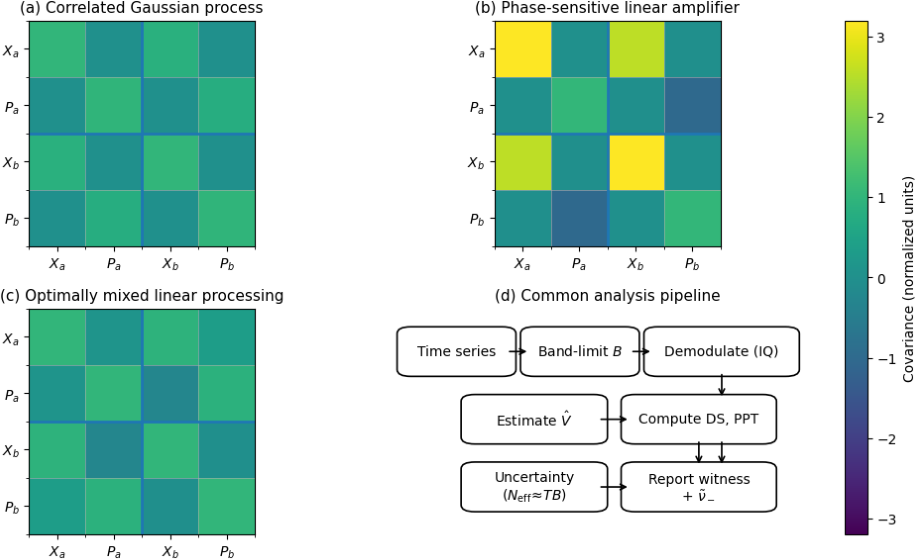 (a) Correlated Gaussian process
X_a
P_a
X_b
P_b
X_a P_a X_b P_b
(b) Phase-sensitive linear amplifier
X_a
P_a
X_b
P_b
X_a P_a X_b P_b
3
2
1
0
−1
−2
−3
Covariance (normalized units)
(c) Optimally mixed linear processing
X_a
P_a
X_b
P_b
X_a P_a X_b P_b
(d) Common analysis pipeline
Time series
Band-limit B
Demodulate (IQ)
Estimate V̂
Compute DS, PPT
Uncertainty
(N_eff≈TB)
Report witness
+ ν̃_−